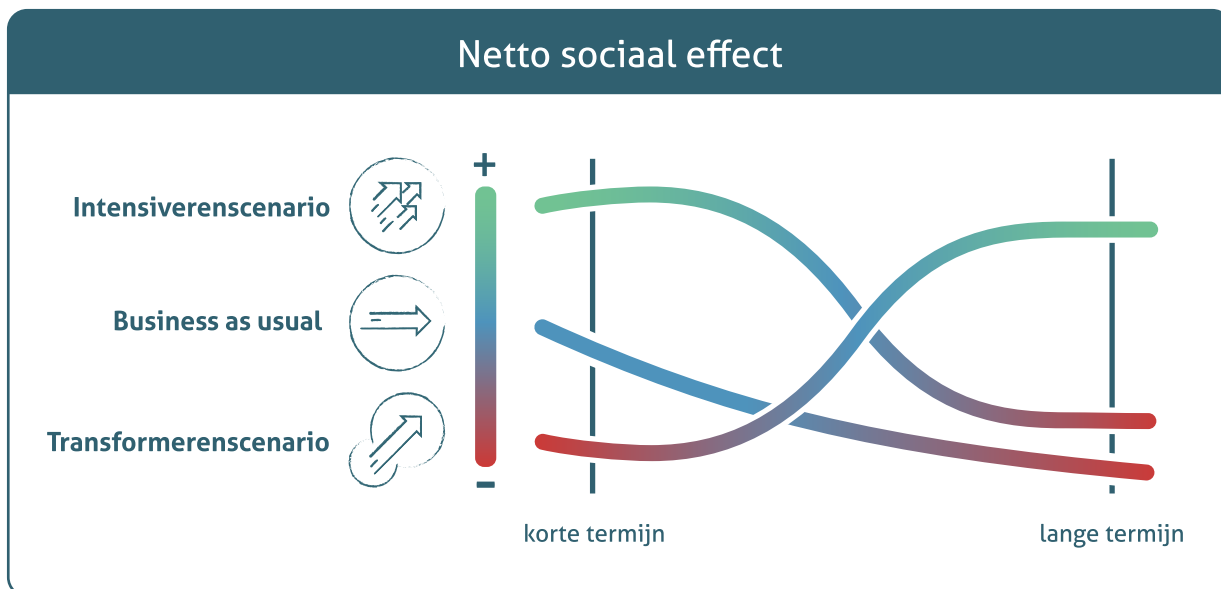 Netto sociaal effect
+
Intensiverenscenario
Business as usual
Transformerenscenario
-
korte termijn
lange termijn